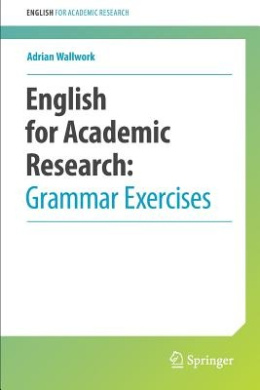 ENGLISH FOR ACADEMIC RESEARCH
Adrian Wallwork
English
for Academic
Research:
Grammar Exercises
Springer